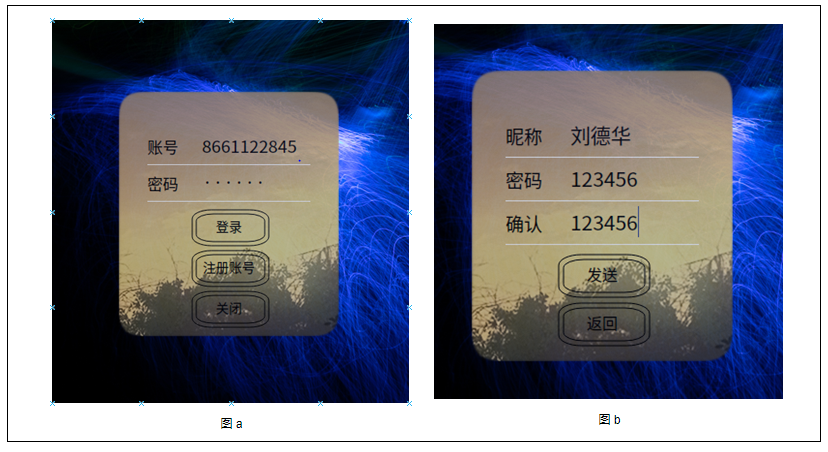 账号 8661122845
密码 ······
登录
注册账号
关闭
图 a
昵称 刘德华
密码 123456
确认 123456
发送
返回
图 b